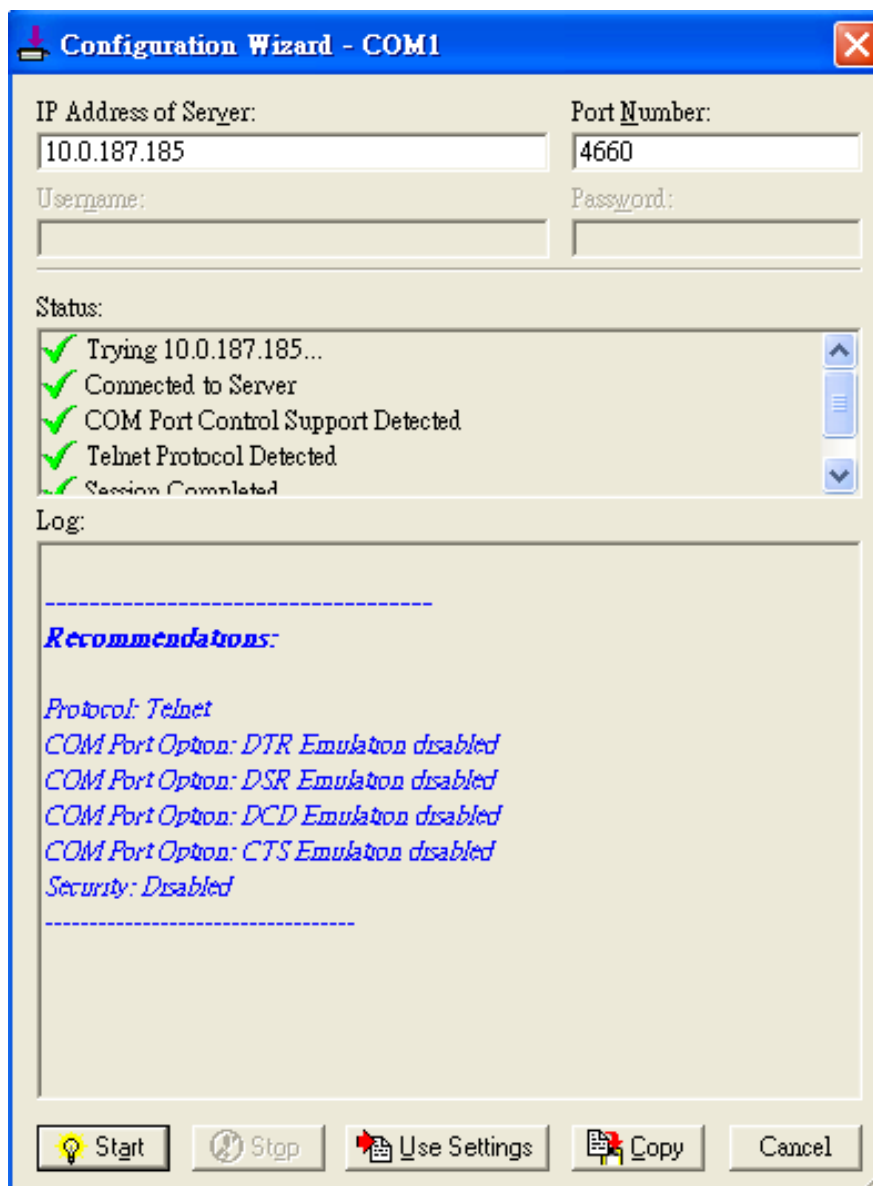 Configuration Wizard - COM1
IP Address of Server: Port Number:
10.0.187.185 4660
Username: Password:
Status:
Trying 10.0.187.185...
Connected to Server
COM Port Control Support Detected
Telnet Protocol Detected
Session Completed
Log:
-----------------------------------
Recommendations:
Protocol: Telnet
COM Port Option: DTR Emulation disabled
COM Port Option: DSR Emulation disabled
COM Port Option: DCD Emulation disabled
COM Port Option: CTS Emulation disabled
Security: Disabled
----------------------------------
Start Stop Use Settings Copy Cancel